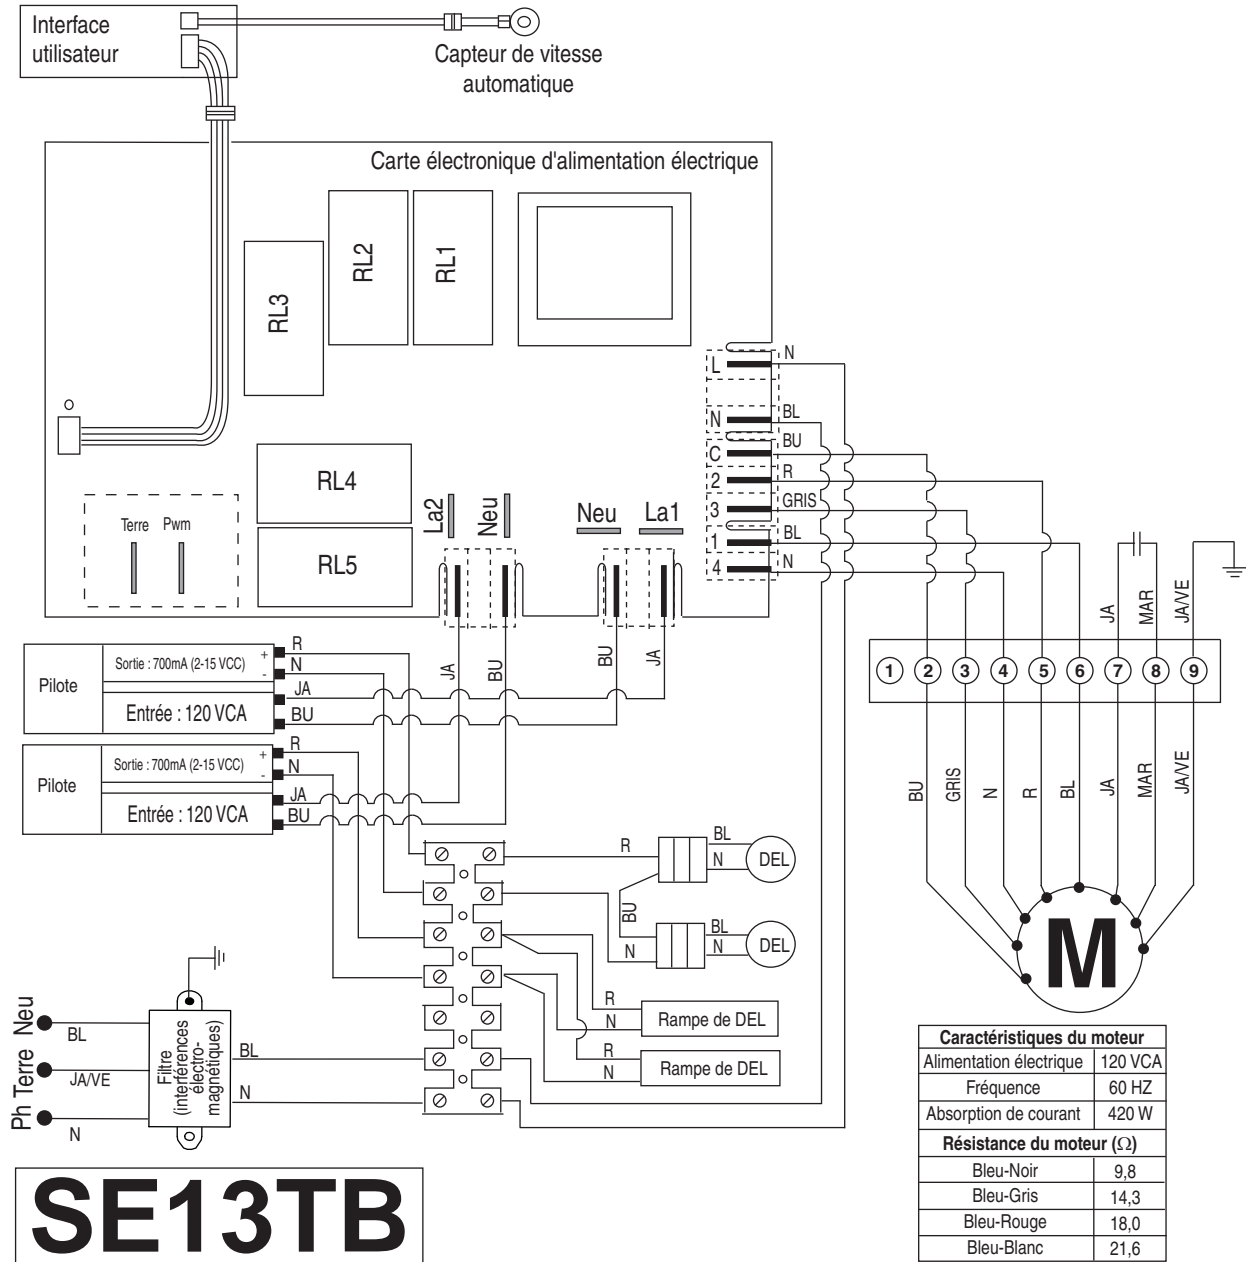 Interface
utilisateur
Capteur de vitesse
automatique
Carte électronique d'alimentation électrique
RL3
RL2
RL1
L
N
N
BL
C
BU
2
R
3
GRIS
1
BL
4
N
Terre
Pwm
RL4
RL5
La2
Neu
Neu
La1
JA
BU
BU
JA
JA
MAR
JA/VE
1
2
3
4
5
6
7
8
9
BU
GRIS
N
R
BL
JA
MAR
JA/VE
M
Pilote
Sortie : 700mA (2-15 VCC)
+
-
Entrée : 120 VCA
R
N
JA
BU
Pilote
Sortie : 700mA (2-15 VCC)
+
-
Entrée : 120 VCA
R
N
JA
BU
R
BL
N
DEL
BU
N
BL
N
DEL
R
N
Rampe de DEL
R
N
Rampe de DEL
Neu
Terre
Ph
BL
JA/VE
N
Filtre
(interférences
électro-
magnétiques)
BL
N
SE13TB
Caractéristiques du moteur
Alimentation électrique 120 VCA
Fréquence 60 HZ
Absorption de courant 420 W
Résistance du moteur (Ω)
Bleu-Noir 9,8
Bleu-Gris 14,3
Bleu-Rouge 18,0
Bleu-Blanc 21,6